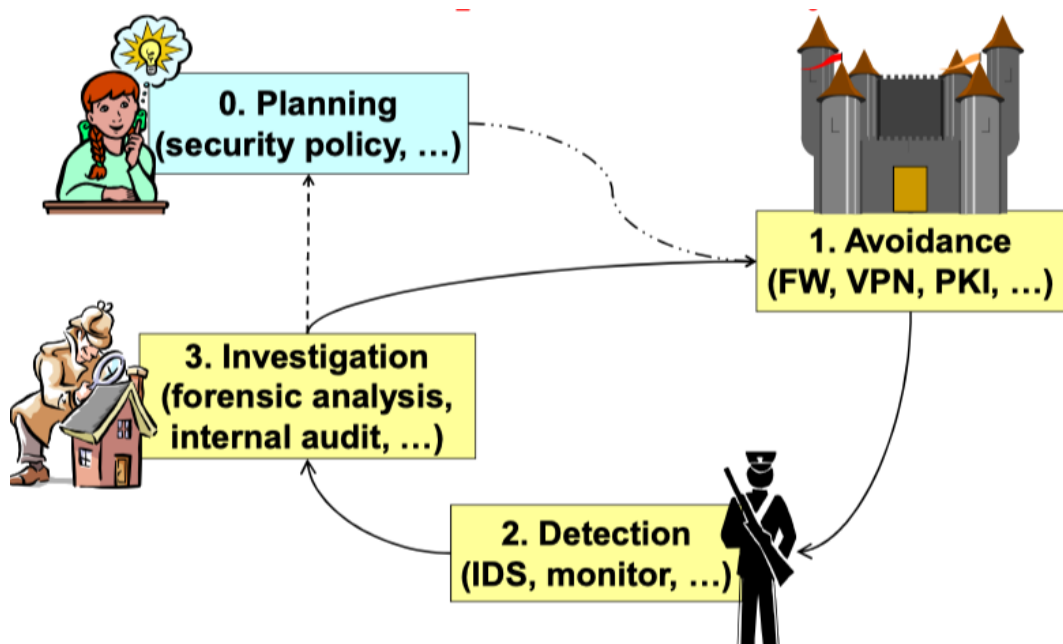 0. Planning
(security policy, …)
1. Avoidance
(FW, VPN, PKI, …)
3. Investigation
(forensic analysis,
internal audit, …)
2. Detection
(IDS, monitor, …)